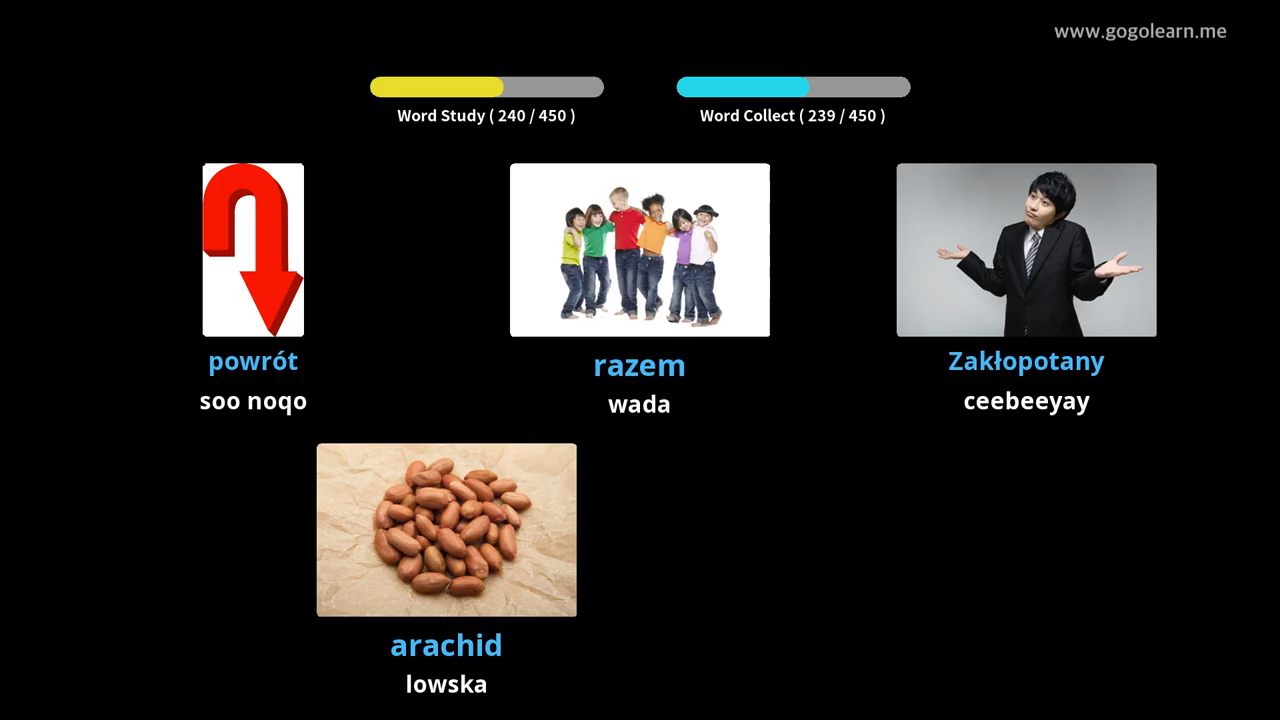 www.gogolearn.me
Word Study ( 240 / 450 )
Word Collect ( 239 / 450 )
powrót
razem
Zakłopotany
soo noqo
wada
ceebeeyay
arachid
lowska